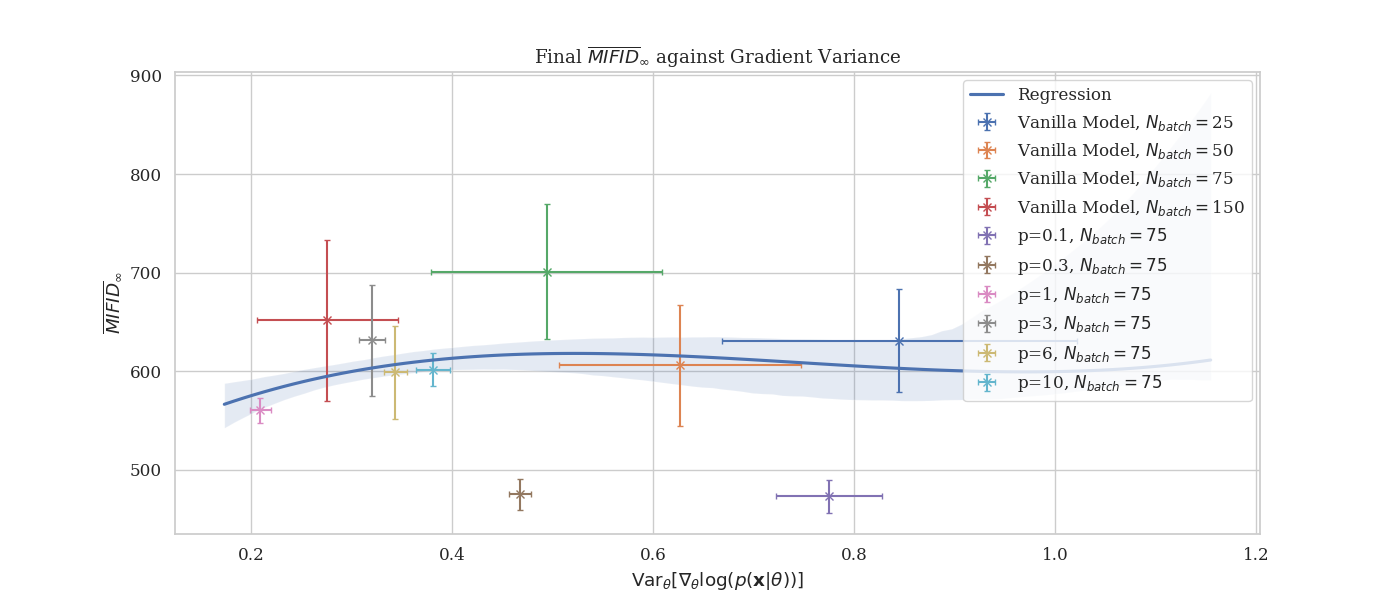 Final $\overline{MIFID}_\infty$ against Gradient Variance
900
800
700
600
500
$\overline{MIFID}_\infty$
Regression
Vanilla Model, $N_{batch} = 25$
Vanilla Model, $N_{batch} = 50$
Vanilla Model, $N_{batch} = 75$
Vanilla Model, $N_{batch} = 150$
p=0.1, $N_{batch} = 75$
p=0.3, $N_{batch} = 75$
p=1, $N_{batch} = 75$
p=3, $N_{batch} = 75$
p=6, $N_{batch} = 75$
p=10, $N_{batch} = 75$
0.2 0.4 0.6 0.8 1.0 1.2
$\mathrm{Var}_\theta[\nabla_\theta \log(p(\mathbf{x}|\theta))]$